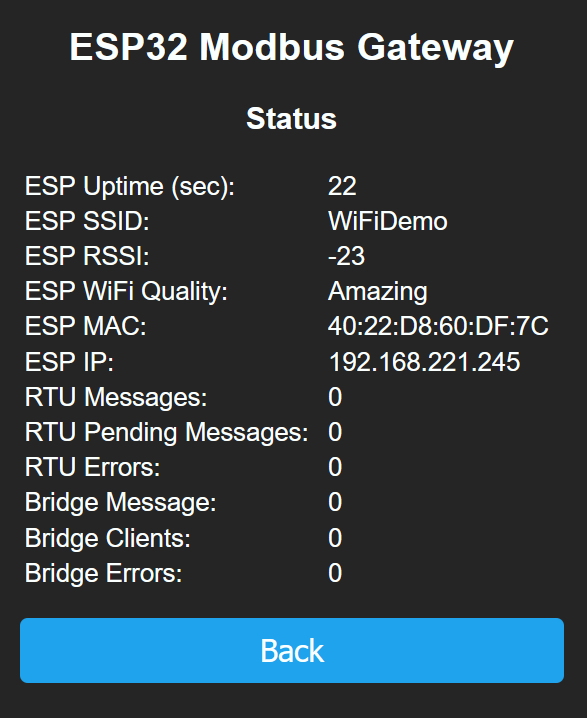 ESP32 Modbus Gateway
Status
ESP Uptime (sec): 22
ESP SSID: WiFiDemo
ESP RSSI: -23
ESP WiFi Quality: Amazing
ESP MAC: 40:22:D8:60:DF:7C
ESP IP: 192.168.221.245
RTU Messages: 0
RTU Pending Messages: 0
RTU Errors: 0
Bridge Message: 0
Bridge Clients: 0
Bridge Errors: 0
Back